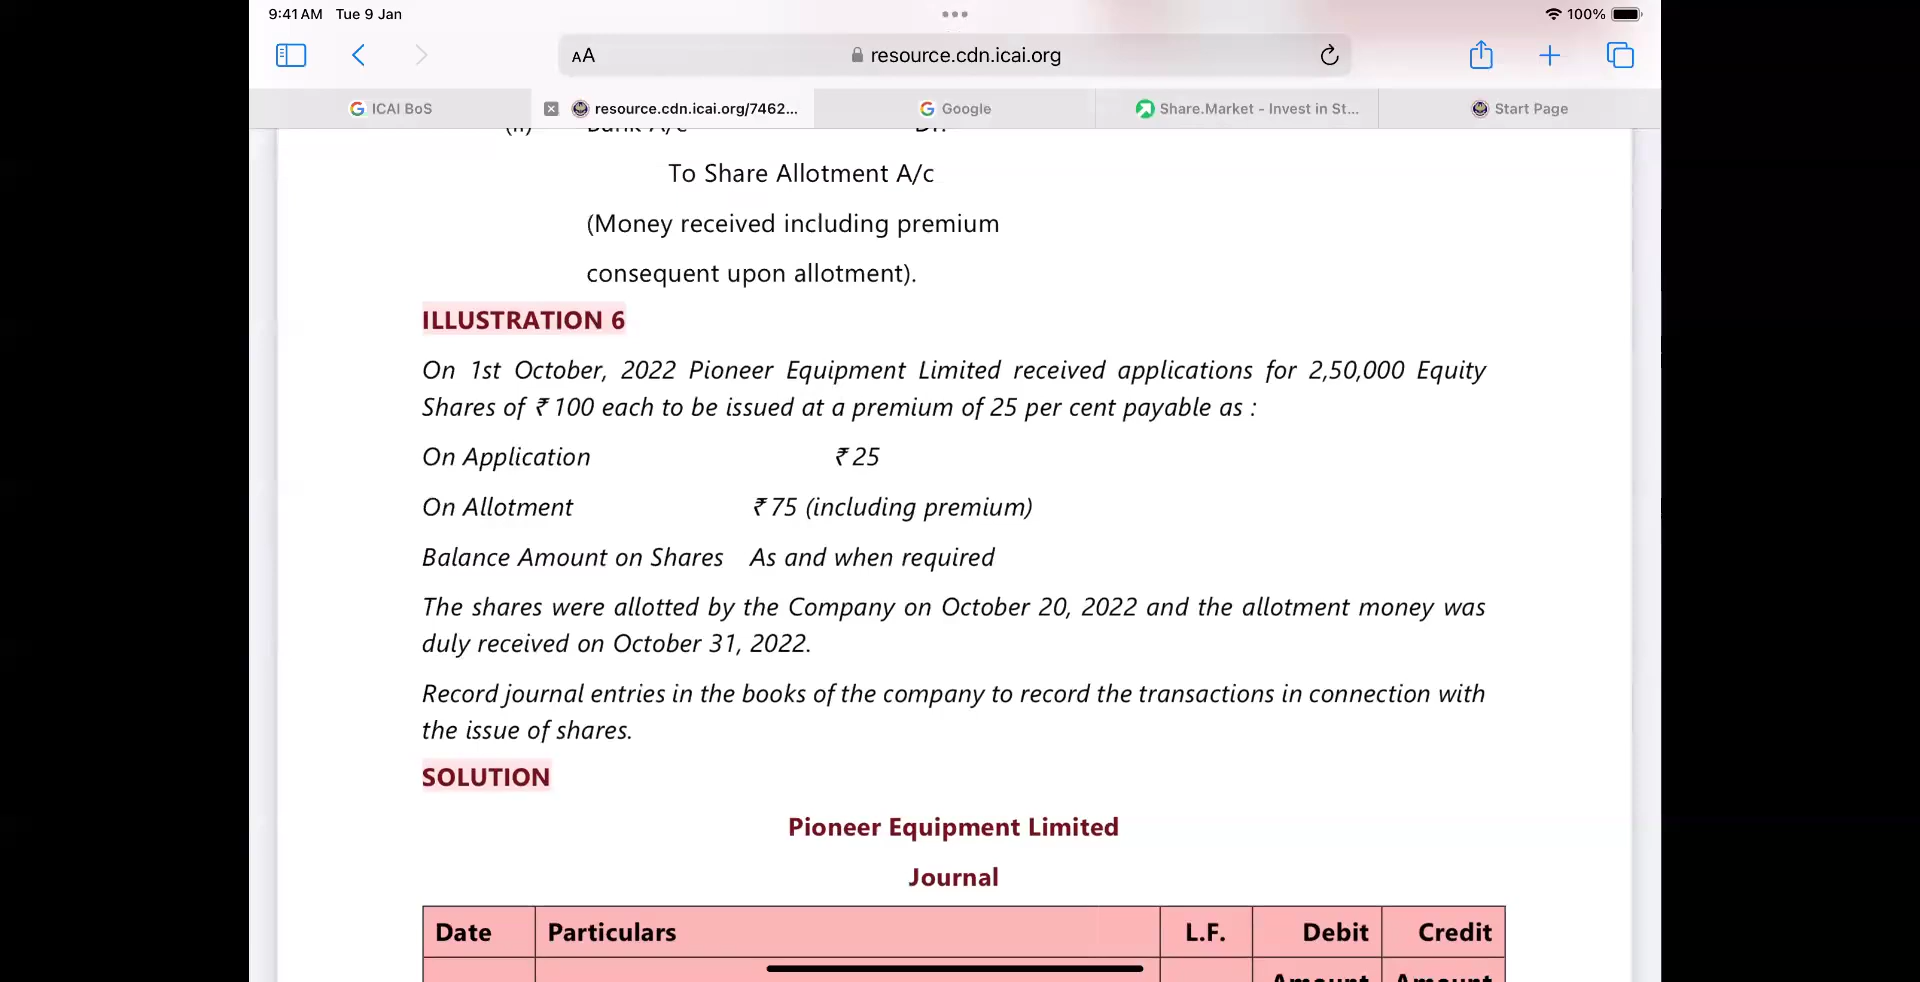 9:41 AM Tue 9 Jan
100%
AA
resource.cdn.icai.org
ICAI BoS
resource.cdn.icai.org/7462...
Google
Share.Market - Invest in St...
Start Page
(ii) Bank A/c Dr.
To Share Allotment A/c
(Money received including premium
consequent upon allotment).
ILLUSTRATION 6
On 1st October, 2022 Pioneer Equipment Limited received applications for 2,50,000 Equity
Shares of ₹ 100 each to be issued at a premium of 25 per cent payable as :
On Application ₹ 25
On Allotment ₹ 75 (including premium)
Balance Amount on Shares As and when required
The shares were allotted by the Company on October 20, 2022 and the allotment money was
duly received on October 31, 2022.
Record journal entries in the books of the company to record the transactions in connection with
the issue of shares.
SOLUTION
Pioneer Equipment Limited
Journal
Date Particulars L.F. Debit Credit
Amount Amount